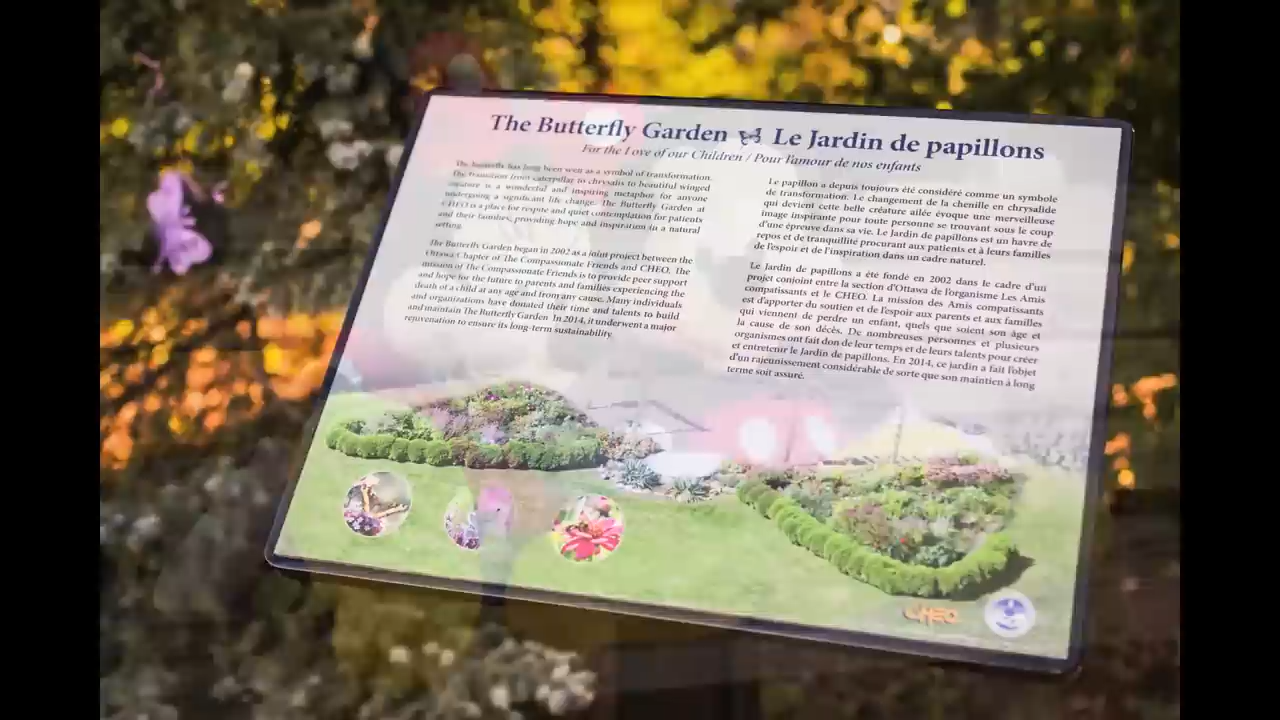 The Butterfly Garden Le Jardin de papillons
For the Love of our Children / Pour l'amour de nos enfants
The butterfly has long been seen as a symbol of transformation.
The transition from caterpillar to chrysalis to beautiful winged
creature is a wonderful and inspiring metaphor for anyone
undergoing a significant life change. The Butterfly Garden at
CHEO is a place for respite and quiet contemplation for patients
and their families, providing hope and inspiration in a natural
setting.
The Butterfly Garden began in 2002 as a joint project between the
Ottawa Chapter of The Compassionate Friends and CHEO. The
mission of The Compassionate Friends is to provide peer support
and hope for the future to parents and families experiencing the
death of a child at any age and from any cause. Many individuals
and organizations have donated their time and talents to build
and maintain The Butterfly Garden. In 2014, it underwent a major
rejuvenation to ensure its long-term sustainability.
Le papillon a depuis toujours été considéré comme un symbole
de transformation. Le changement de la chenille en chrysalide
qui devient cette belle créature ailée évoque une merveilleuse
image inspirante pour toute personne se trouvant sous le coup
d'une épreuve dans sa vie. Le Jardin de papillons est un havre de
repos et de tranquilité procurant aux patients et à leurs familles
de l'espoir et de l'inspiration dans un cadre naturel.
Le Jardin de papillons a été fondé en 2002 dans le cadre d'un
projet conjoint entre la section d'Ottawa de l'organisme Les Amis
compatissants et le CHEO. La mission des Amis compatissants
est d'apporter du soutien et de l'espoir aux parents et aux familles
qui viennent de perdre un enfant, quels que soient son âge et
la cause de son décès. De nombreuses personnes et plusieurs
organismes ont fait don de leur temps et de leurs talents pour créer
et entretenir le Jardin de papillons. En 2014, ce jardin a fait l'objet
d'un rajeunissement considérable de sorte que son maintien à long
terme soit assuré.
CHEO